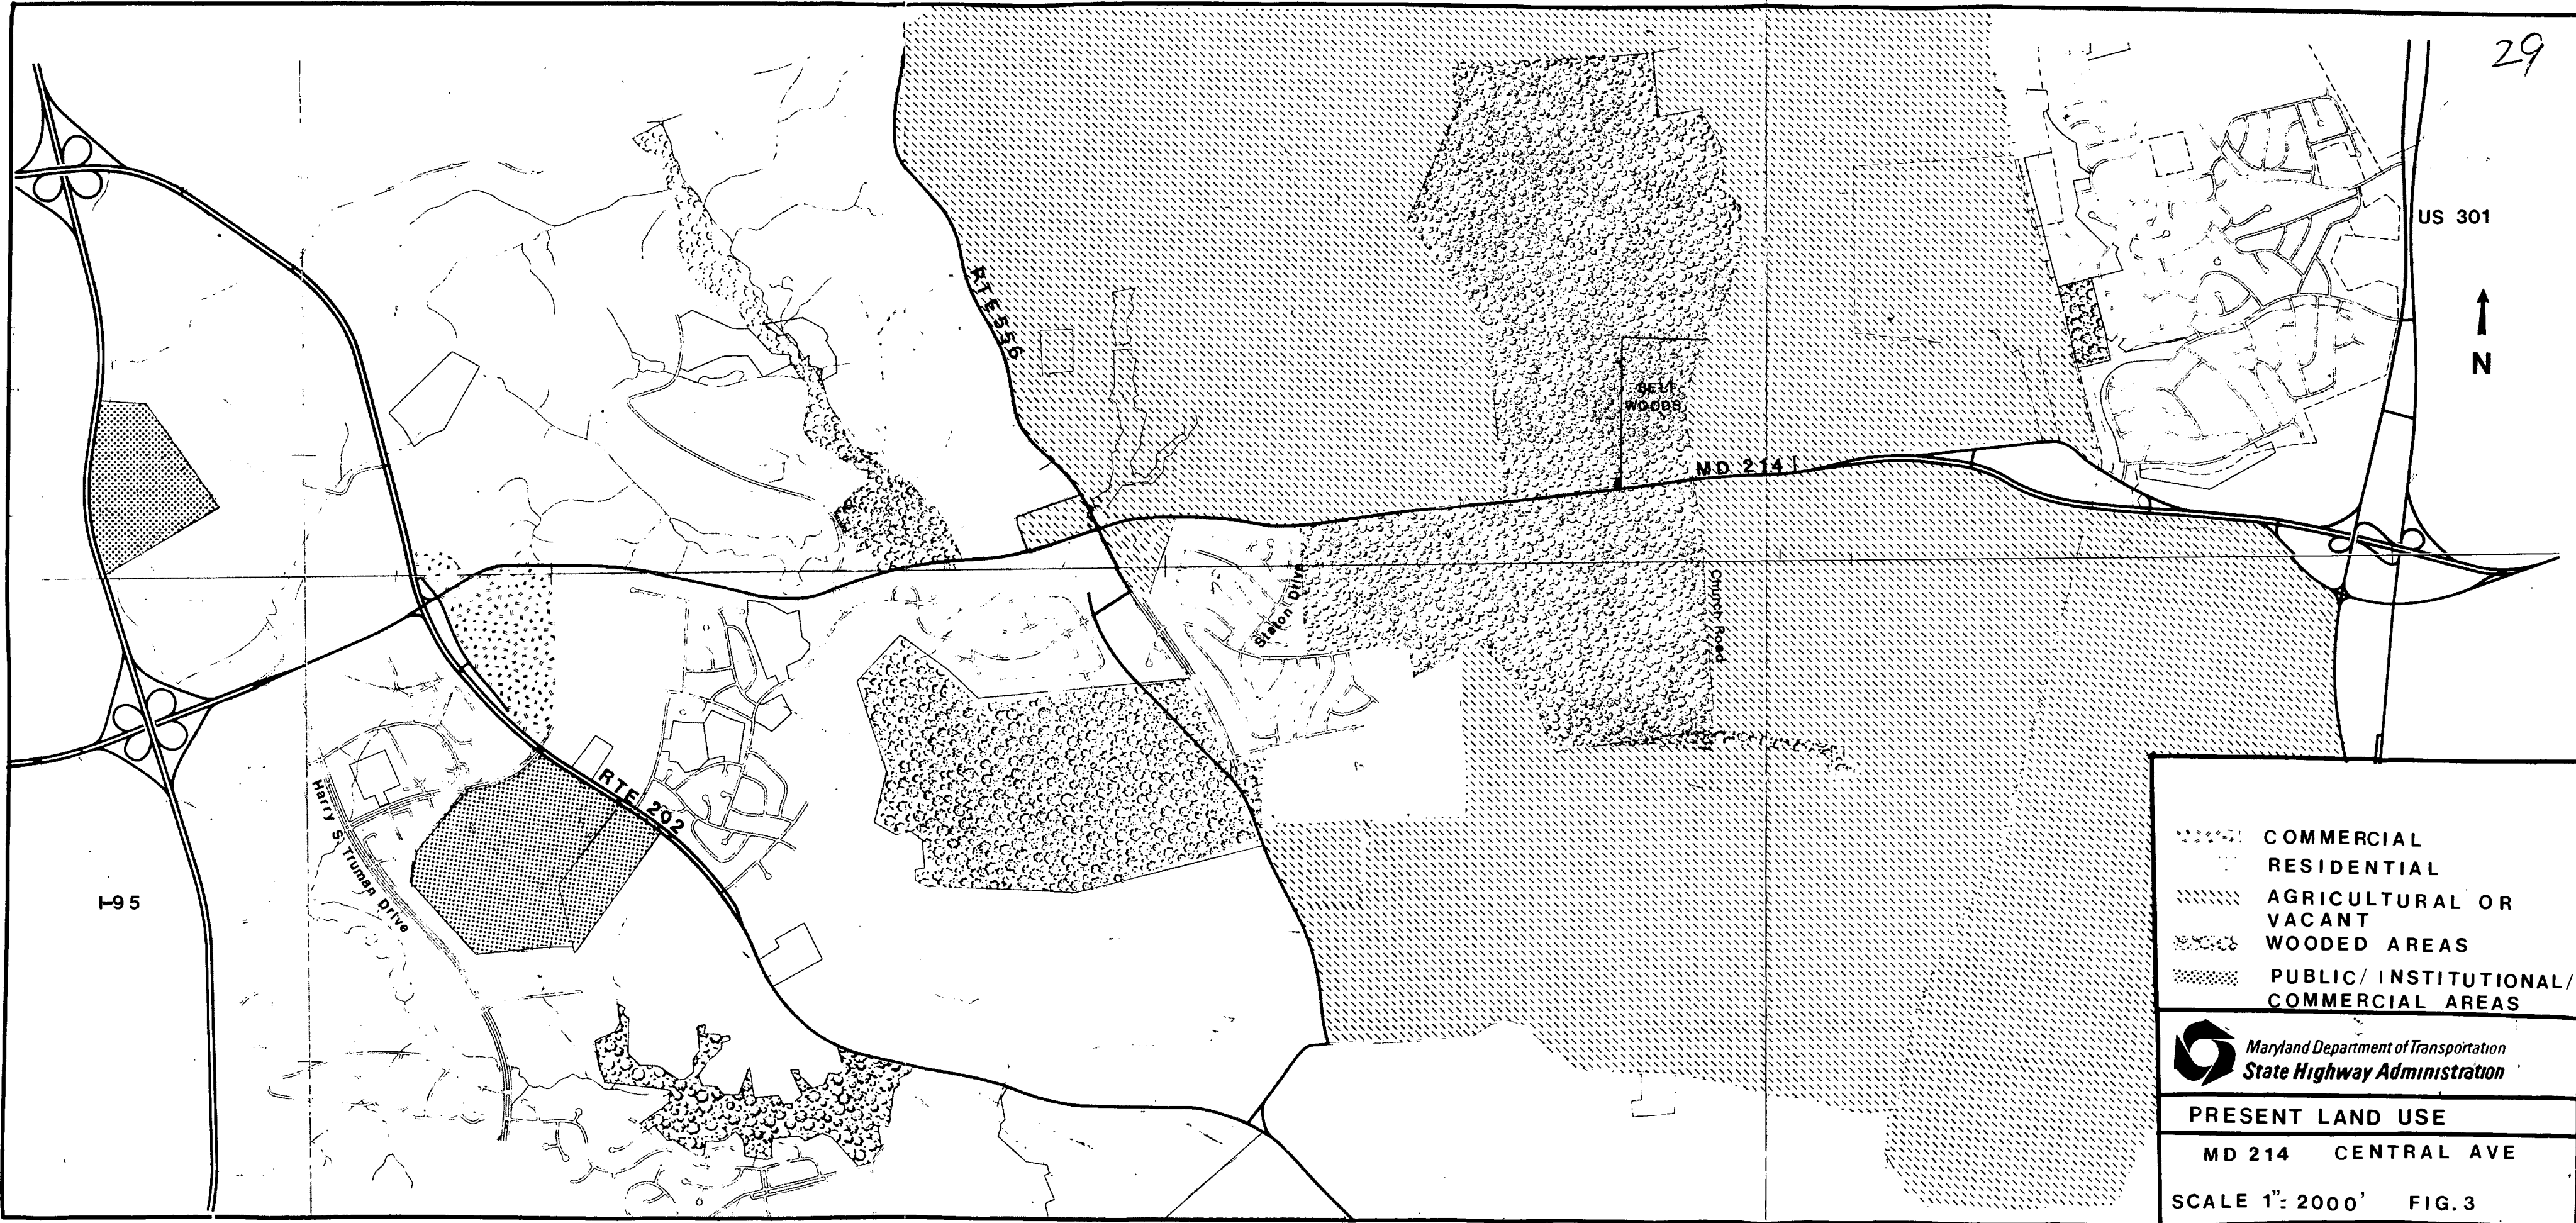 29
US 301
N
RTE 556
BELT
WOODS
MD 214
Staton Drive
Church Road
RTE 202
Harry S. Truman Drive
I-95
COMMERCIAL
RESIDENTIAL
AGRICULTURAL OR
VACANT
WOODED AREAS
PUBLIC/INSTITUTIONAL/
COMMERCIAL AREAS
Maryland Department of Transportation
State Highway Administration
PRESENT LAND USE
MD 214 CENTRAL AVE
SCALE 1"= 2000' FIG. 3